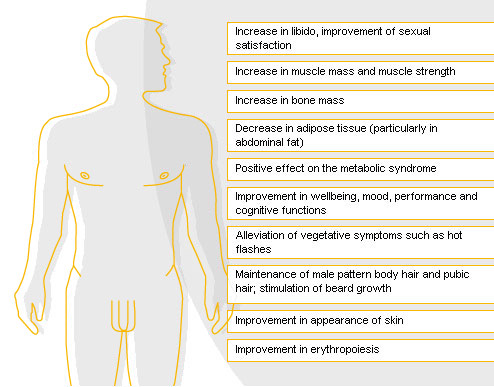 Increase in libido, improvement of sexual
satisfaction
Increase in muscle mass and muscle strength
Increase in bone mass
Decrease in adipose tissue (particularly in
abdominal fat)
Positive effect on the metabolic syndrome
Improvement in wellbeing, mood, performance and
cognitive functions
Alleviation of vegetative symptoms such as hot
flashes
Maintenance of male pattern body hair and pubic
hair; stimulation of beard growth
Improvement in appearance of skin
Improvement in erythropoiesis